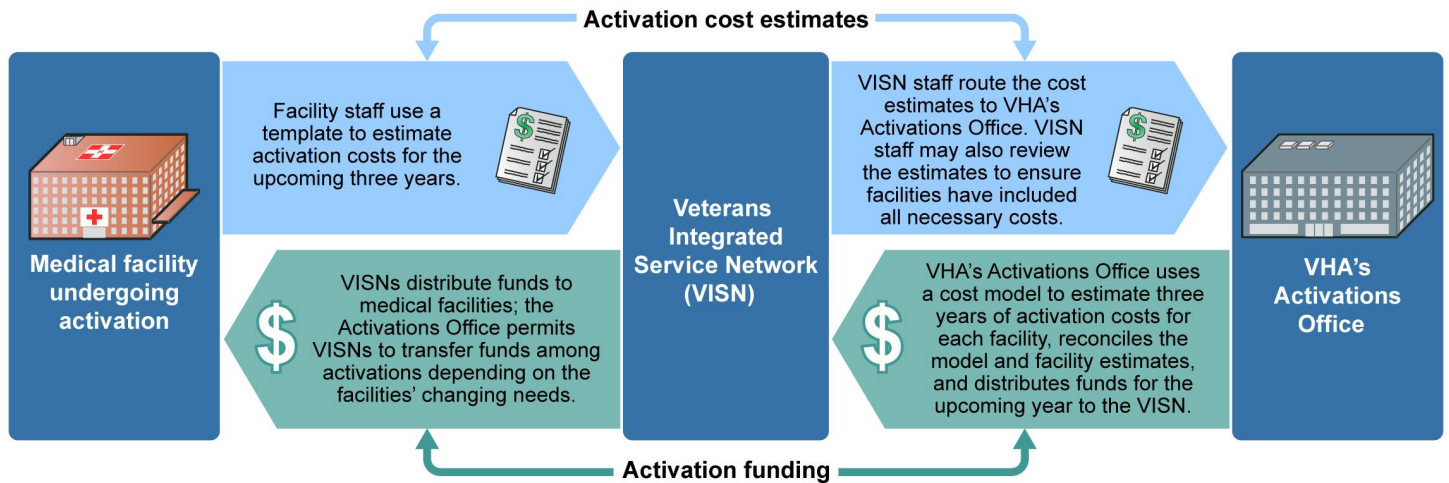 Activation cost estimates
Facility staff use a
template to estimate
activation costs for the
upcoming three years.
$
VISN staff route the cost
estimates to VHA’s
Activations Office. VISN
staff may also review
the estimates to ensure
facilities have included
all necessary costs.
$
Medical facility
undergoing
activation
Veterans
Integrated
Service Network
(VISN)
VHA’s
Activations
Office
$
VISNs distribute funds to
medical facilities; the
Activations Office permits
VISNs to transfer funds among
activations depending on the
facilities’ changing needs.
$
VHA’s Activations Office uses
a cost model to estimate three
years of activation costs for
each facility, reconciles the
model and facility estimates,
and distributes funds for the
upcoming year to the VISN.
Activation funding